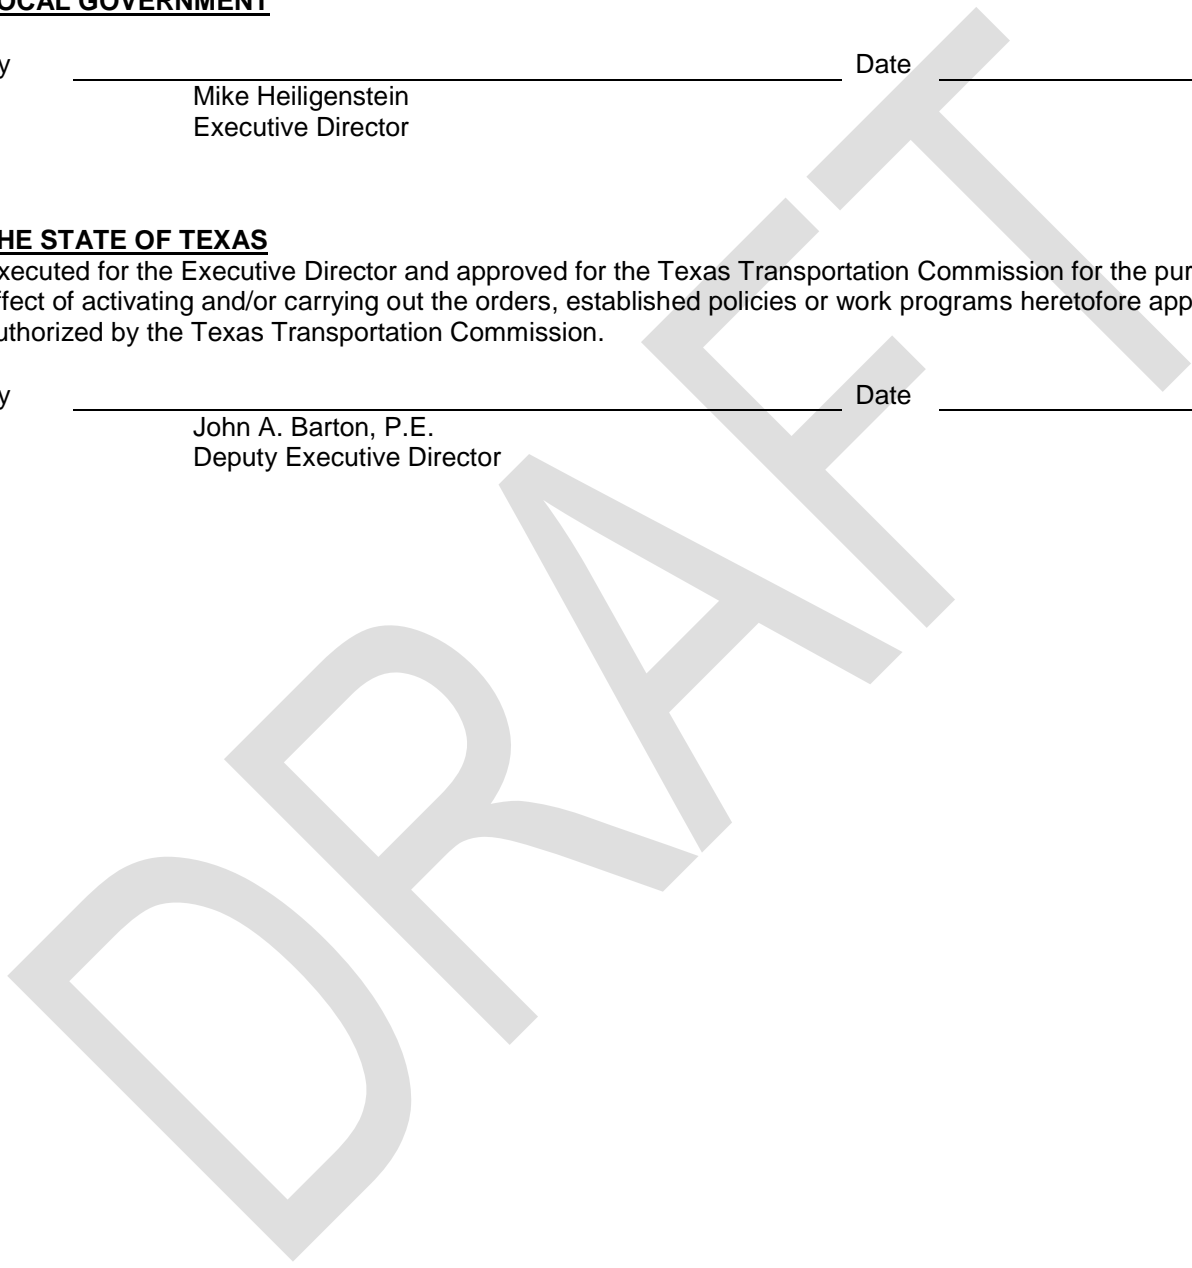 OCAL GOVERNMENT
y Date
Mike Heiligenstein
Executive Director
HE STATE OF TEXAS
xecuted for the Executive Director and approved for the Texas Transportation Commission for the pur
ffect of activating and/or carrying out the orders, established policies or work programs heretofore app
uthorized by the Texas Transportation Commission.
y Date
John A. Barton, P.E.
Deputy Executive Director
DRAFT